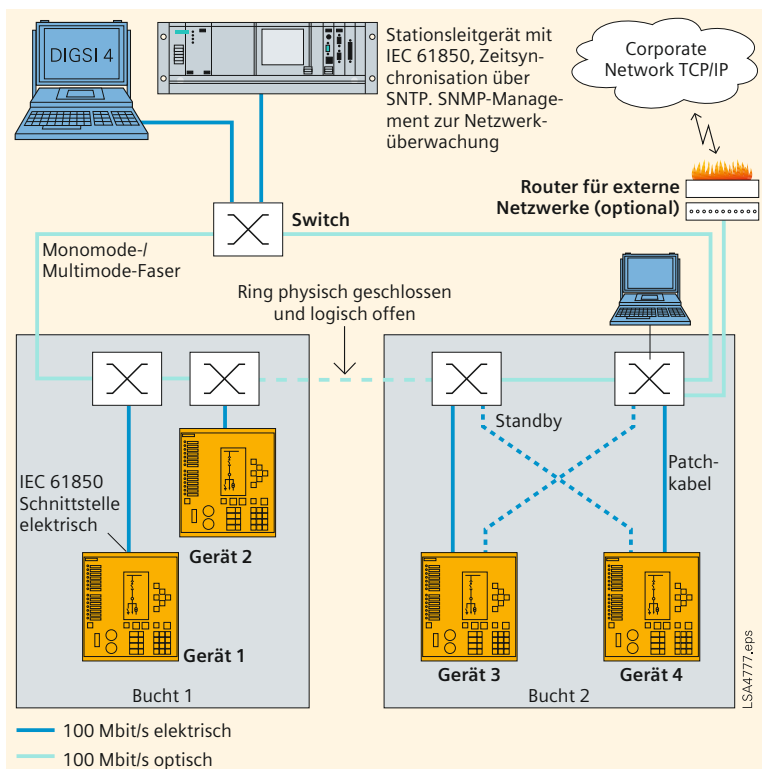 DIGSI 4
Stationsleitgerät mit
IEC 61850, Zeitsyn-
chronisation über
SNTP. SNMP-Manage-
ment zur Netzwerk-
überwachung
Corporate
Network TCP/IP
Router für externe
Netzwerke (optional)
Switch
Monomode-/
Multimode-Faser
Ring physisch geschlossen
und logisch offen
Standby
Patch-
kabel
IEC 61850
Schnittstelle
elektrisch
Gerät 2
Gerät 1
Gerät 3
Gerät 4
Bucht 1
Bucht 2
LSA4777.eps
100 Mbit/s elektrisch
100 Mbit/s optisch